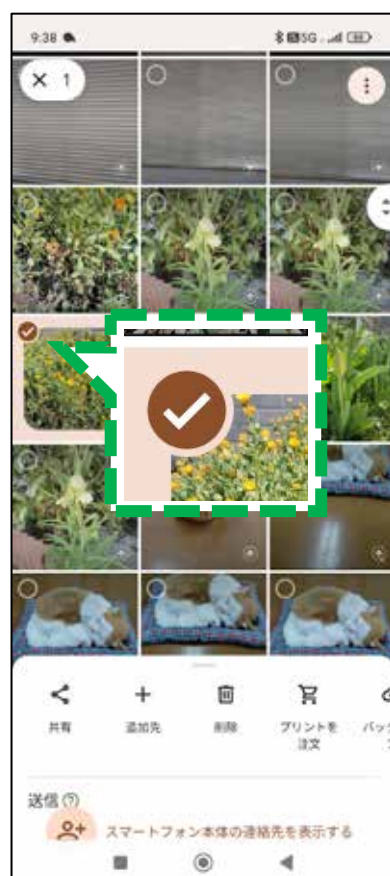 9:38
5G
1
共有
追加先
削除
プリントを
注文
バッ
送信
スマートフォン本体の連絡先を表示する